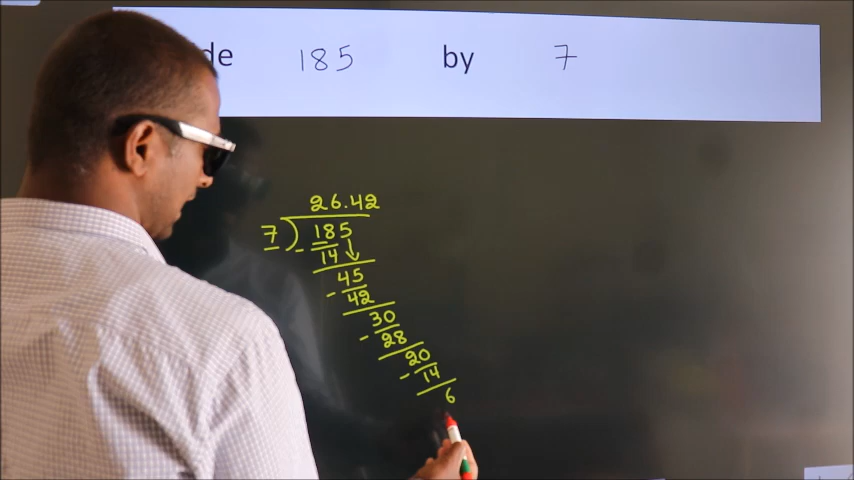 de 185 by 7
26.42
7 ) 185
- 14 ↓
45
- 42
30
- 28
20
- 14
6